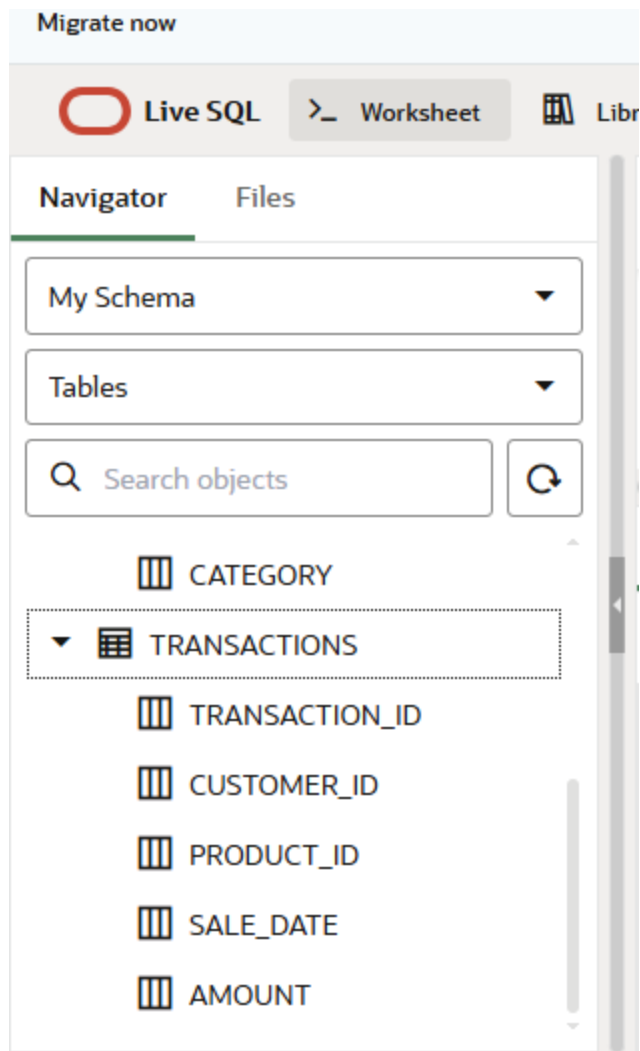 Migrate now
Live SQL >_ Worksheet
Navigator Files
My Schema
Tables
Search objects
CATEGORY
TRANSACTIONS
TRANSACTION_ID
CUSTOMER_ID
PRODUCT_ID
SALE_DATE
AMOUNT